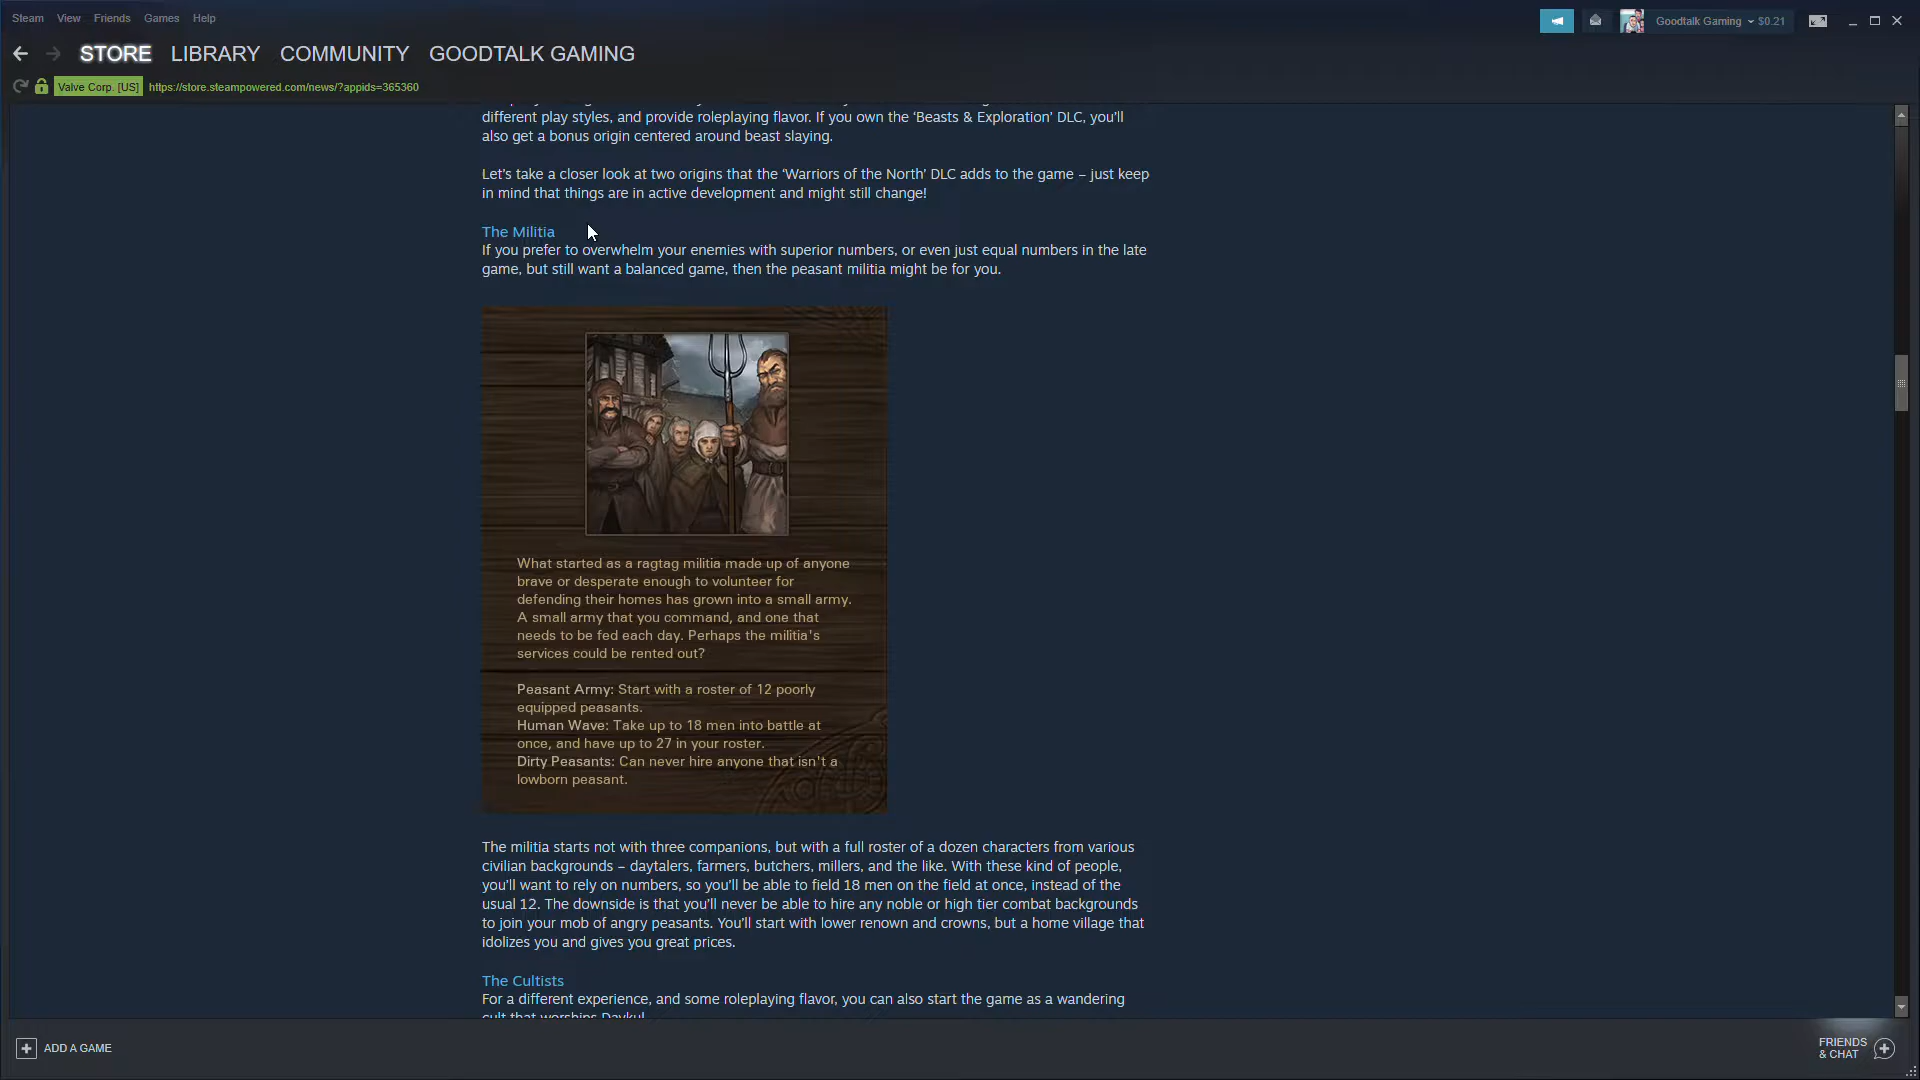 Steam View Friends Games Help
Goodtalk Gaming $0.21
STORE LIBRARY COMMUNITY GOODTALK GAMING
Valve Corp. [US] https://store.steampowered.com/news/?appids=365360
different play styles, and provide roleplaying flavor. If you own the ‘Beasts & Exploration’ DLC, you’ll
also get a bonus origin centered around beast slaying.
Let’s take a closer look at two origins that the ‘Warriors of the North’ DLC adds to the game – just keep
in mind that things are in active development and might still change!
The Militia
If you prefer to overwhelm your enemies with superior numbers, or even just equal numbers in the late
game, but still want a balanced game, then the peasant militia might be for you.
What started as a ragtag militia made up of anyone
brave or desperate enough to volunteer for
defending their homes has grown into a small army.
A small army that you command, and one that
needs to be fed each day. Perhaps the militia's
services could be rented out?
Peasant Army: Start with a roster of 12 poorly
equipped peasants.
Human Wave: Take up to 18 men into battle at
once, and have up to 27 in your roster.
Dirty Peasants: Can never hire anyone that isn't a
lowborn peasant.
The militia starts not with three companions, but with a full roster of a dozen characters from various
civilian backgrounds – daytalers, farmers, butchers, millers, and the like. With these kind of people,
you’ll want to rely on numbers, so you’ll be able to field 18 men on the field at once, instead of the
usual 12. The downside is that you’ll never be able to hire any noble or high tier combat backgrounds
to join your mob of angry peasants. You’ll start with lower renown and crowns, but a home village that
idolizes you and gives you great prices.
The Cultists
For a different experience, and some roleplaying flavor, you can also start the game as a wandering
cult that worships Davkul
ADD A GAME
FRIENDS
& CHAT